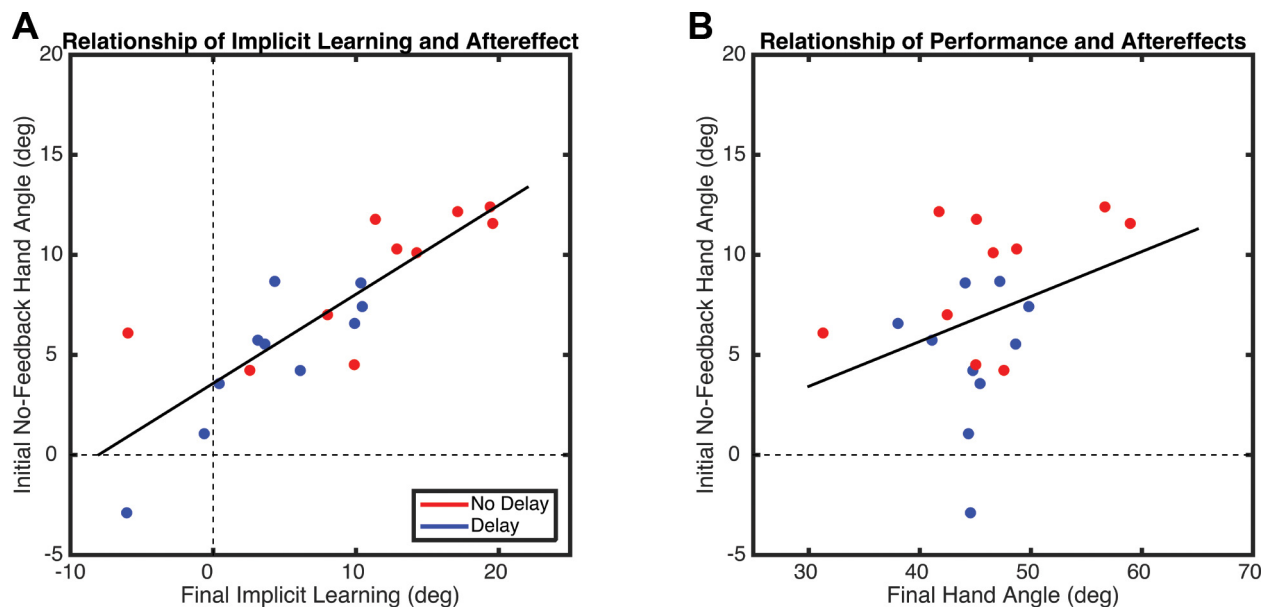 A
Relationship of Implicit Learning and Aftereffect
Initial No-Feedback Hand Angle (deg)
20
15
10
5
0
-5
-10
0
10
20
Final Implicit Learning (deg)
No Delay
Delay
B
Relationship of Performance and Aftereffects
Initial No-Feedback Hand Angle (deg)
20
15
10
5
0
-5
30
40
50
60
70
Final Hand Angle (deg)